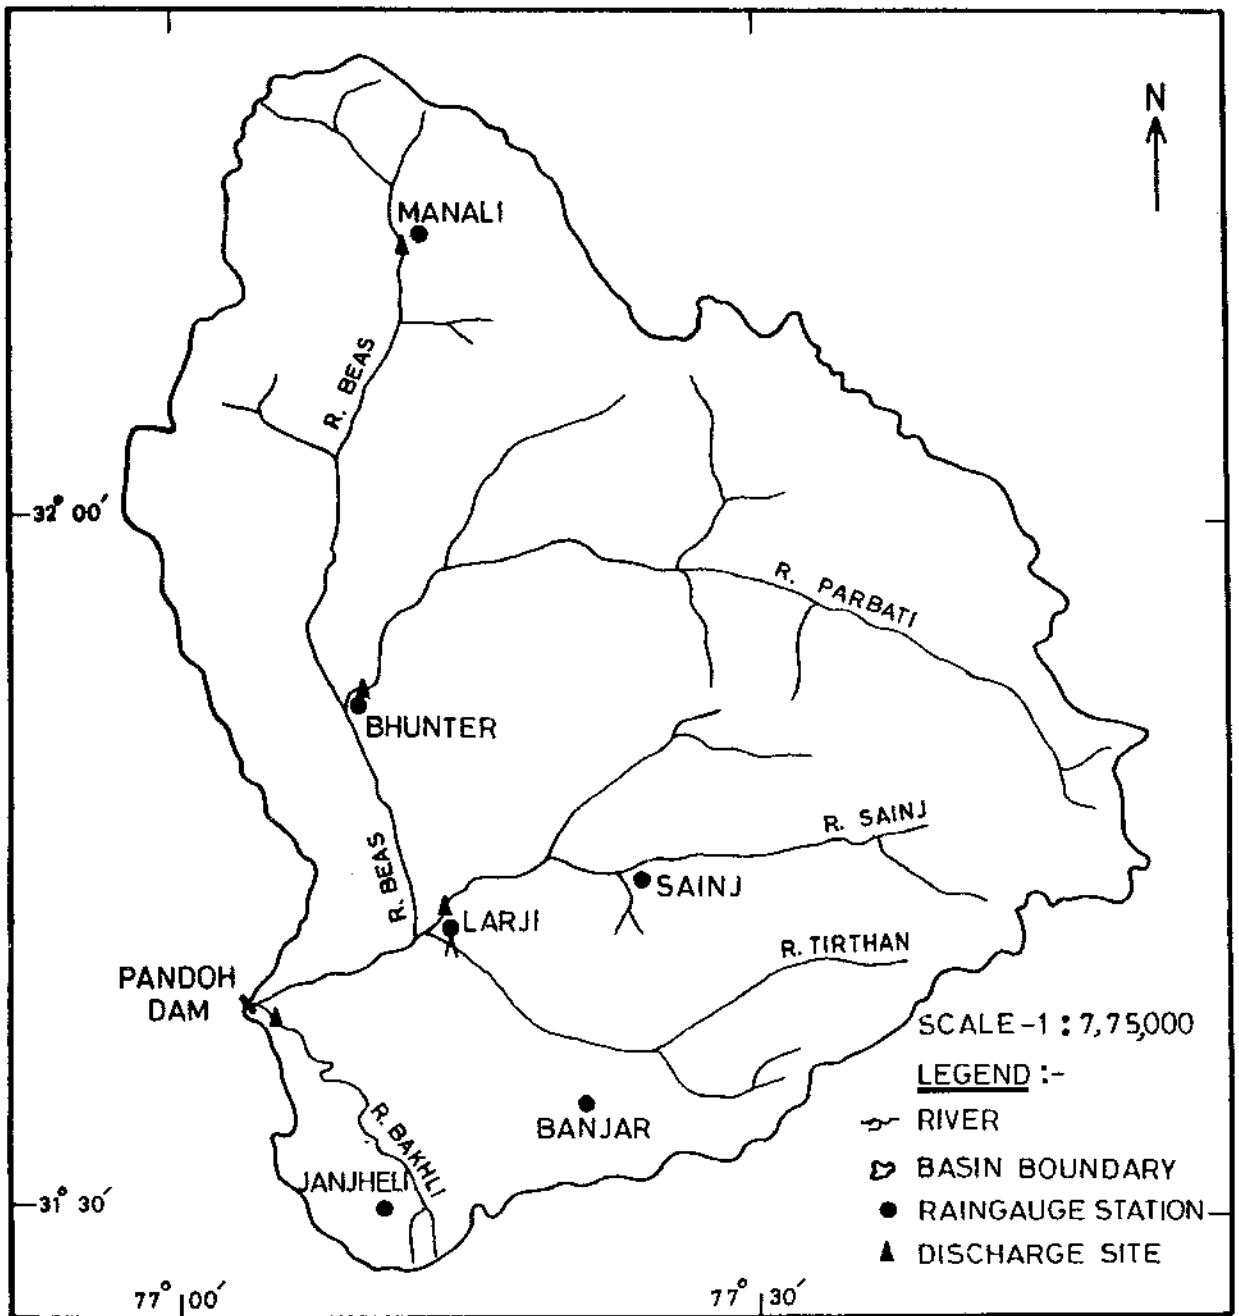 N
MANALI
R. BEAS
32° 00′
R. PARBATI
BHUNTER
R. SAINJ
R. BEAS
SAINJ
LARJI
R. TIRTHAN
PANDOH
DAM
SCALE-1 : 7,75,000
LEGEND :-
RIVER
BANJAR
R. BAKHLI
BASIN BOUNDARY
JANJHELI
31° 30′
RAINGAUGE STATION
DISCHARGE SITE
77° 00′
77° 30′